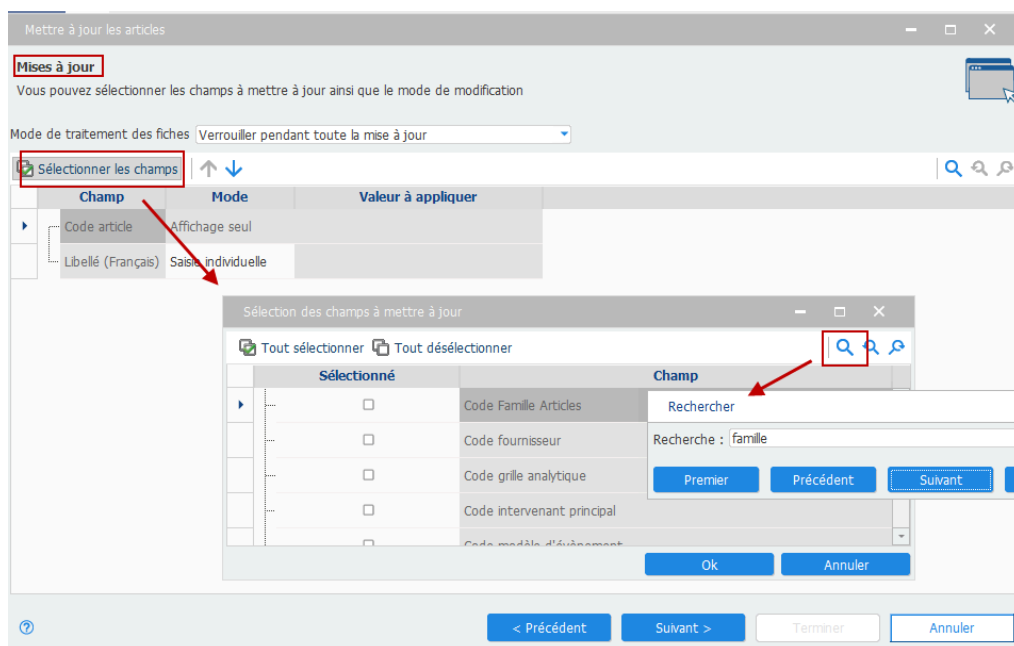 Mettre à jour les articles
Mises à jour
Vous pouvez sélectionner les champs à mettre à jour ainsi que le mode de modification
Mode de traitement des fiches Verrouiller pendant toute la mise à jour
Sélectionner les champs
Champ Mode Valeur à appliquer
Code article Affichage seul
Libellé (Français) Saisie individuelle
Sélection des champs à mettre à jour
Tout sélectionner Tout désélectionner
Sélectionné Champ
Code Famille Articles
Rechercher
Code fournisseur
Recherche : famille
Code grille analytique
Premier Précédent Suivant
Code intervenant principal
Code modèle d'évènement
Ok Annuler
< Précédent Suivant > Terminer Annuler